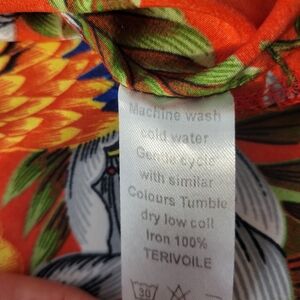 Machine wash
cold water
Gentle cycle
with similar
Colours Tumble
dry low coil
Iron 100%
TERIVOILE
30